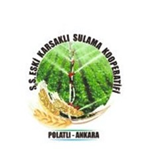 S.S. ESKİ KARSAKLI SULAMA KOOPERATİFİ
POLATLI - ANKARA